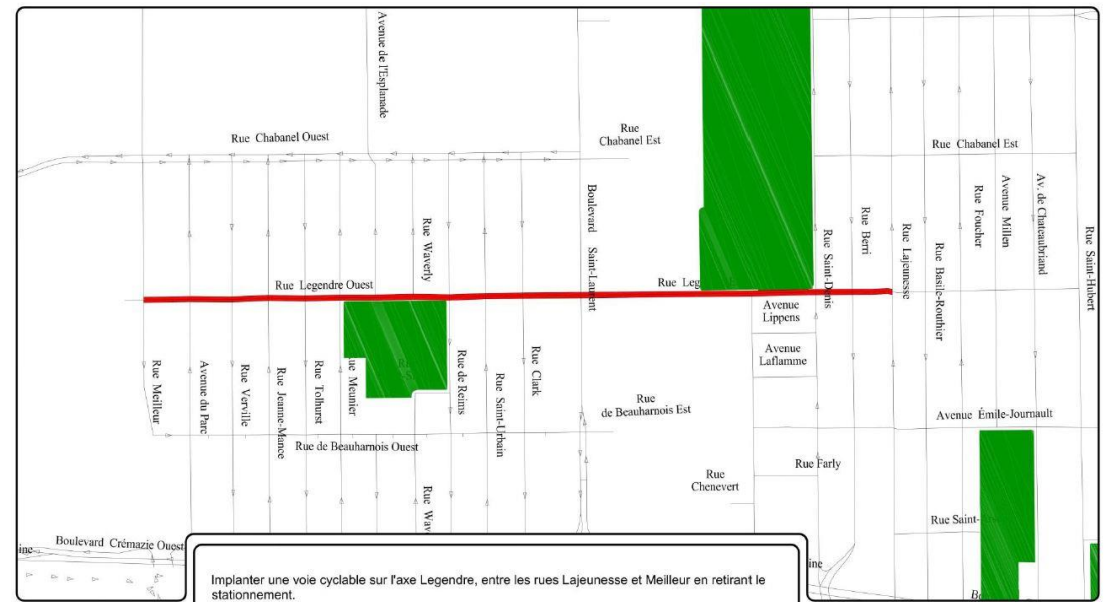 Avenue de l'Esplanade
Rue Chabanel Ouest
Rue
Chabanel Est
Rue Chabanel Est
Boulevard Saint-Laurent
Rue Waverly
Rue Saint-Denis
Rue Berri
Rue Lajeunesse
Rue Basile-Routhier
Rue Foucher
Avenue Millen
Av. de Chateaubriand
Rue Saint-Hubert
Rue Legendre Ouest
Rue Leg
Avenue
Lippens
Avenue
Laflamme
Rue Meilleur
Avenue du Parc
Rue Verville
Rue Jeanne-Mance
Rue Tolhurst
ue Meunier
Rue de Reims
Rue Saint-Urbain
Rue Clark
Rue
de Beauharnois Est
Avenue Émile-Journault
Rue de Beauharnois Ouest
Rue Farly
Rue
Chenevert
Rue Wav
Rue Saint-
Boulevard Crémazie Ouest
ine
ine
Implanter une voie cyclable sur l'axe Legendre, entre les rues Lajeunesse et Meilleur en retirant le
stationnement.